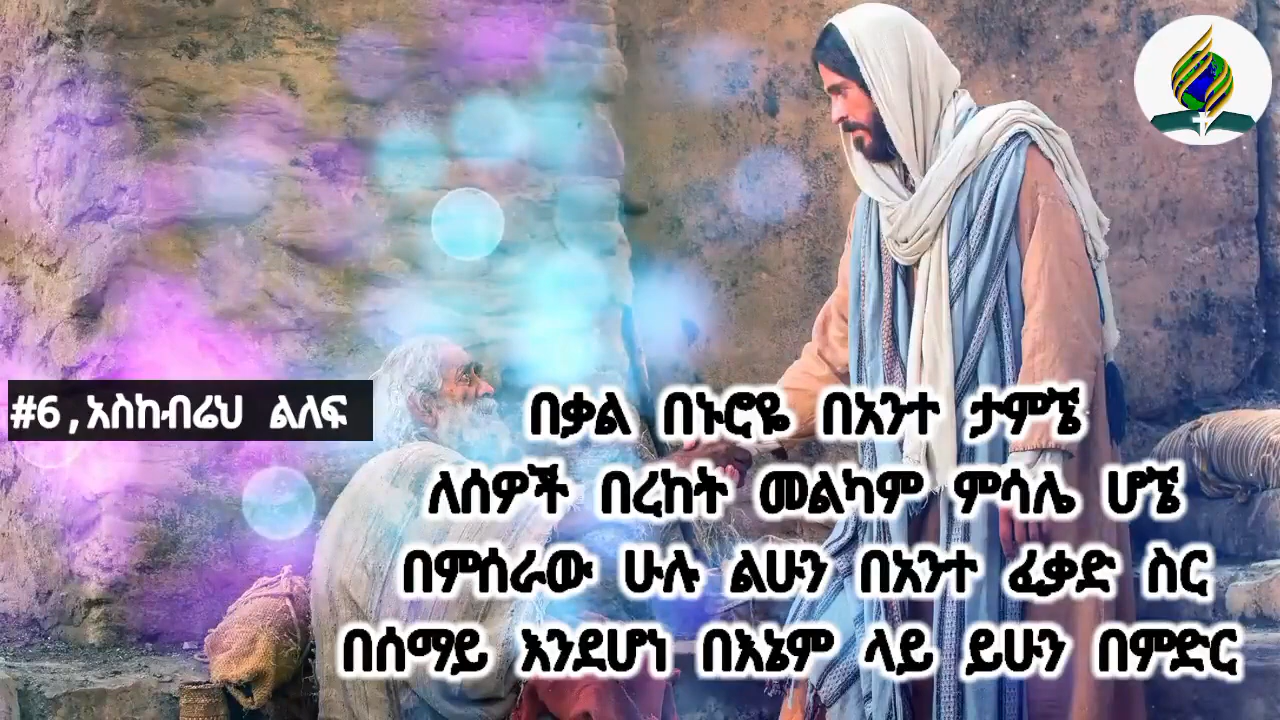 #6 , አስከብሬህ ልለፍ
በቃል በኑሮዬ በአንተ ታምኜ
ለሰዎች በረከት መልካም ምሳሌ ሆኜ
በምሰራው ሁሉ ልሁን በአንተ ፈቃድ ስር
በሰማይ እንደሆነ በእኔም ላይ ይሁን በምድር